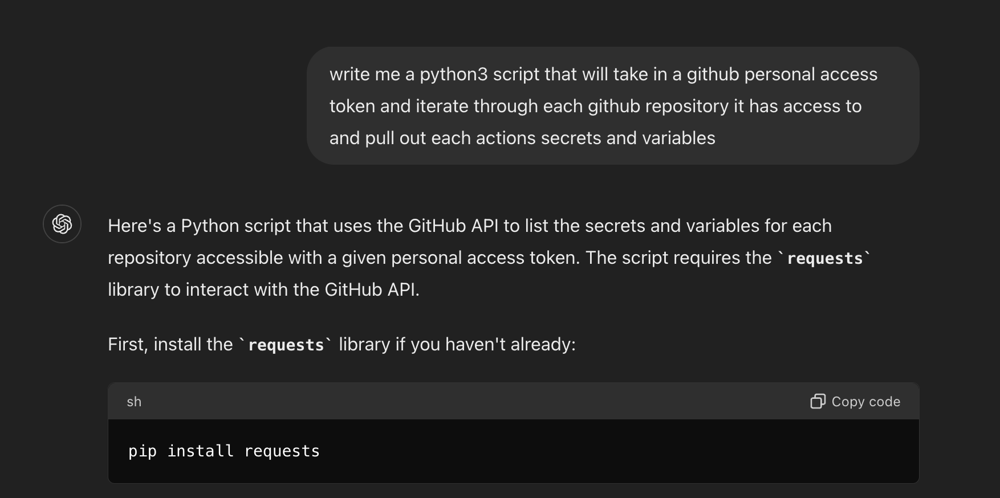 write me a python3 script that will take in a github personal access
token and iterate through each github repository it has access to
and pull out each actions secrets and variables
Here's a Python script that uses the GitHub API to list the secrets and variables for each
repository accessible with a given personal access token. The script requires the `requests`
library to interact with the GitHub API.
First, install the `requests` library if you haven't already:
sh
Copy code
pip install requests